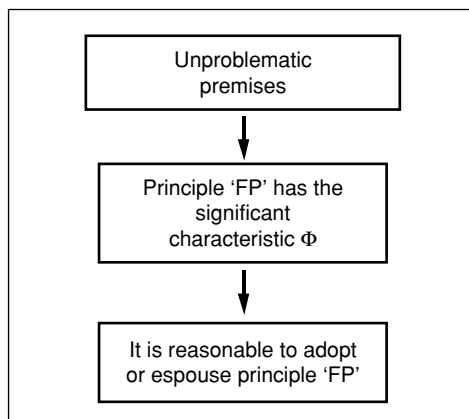 Unproblematic
premises
Principle ‘FP’ has the
significant
characteristic Φ
It is reasonable to adopt
or espouse principle ‘FP’